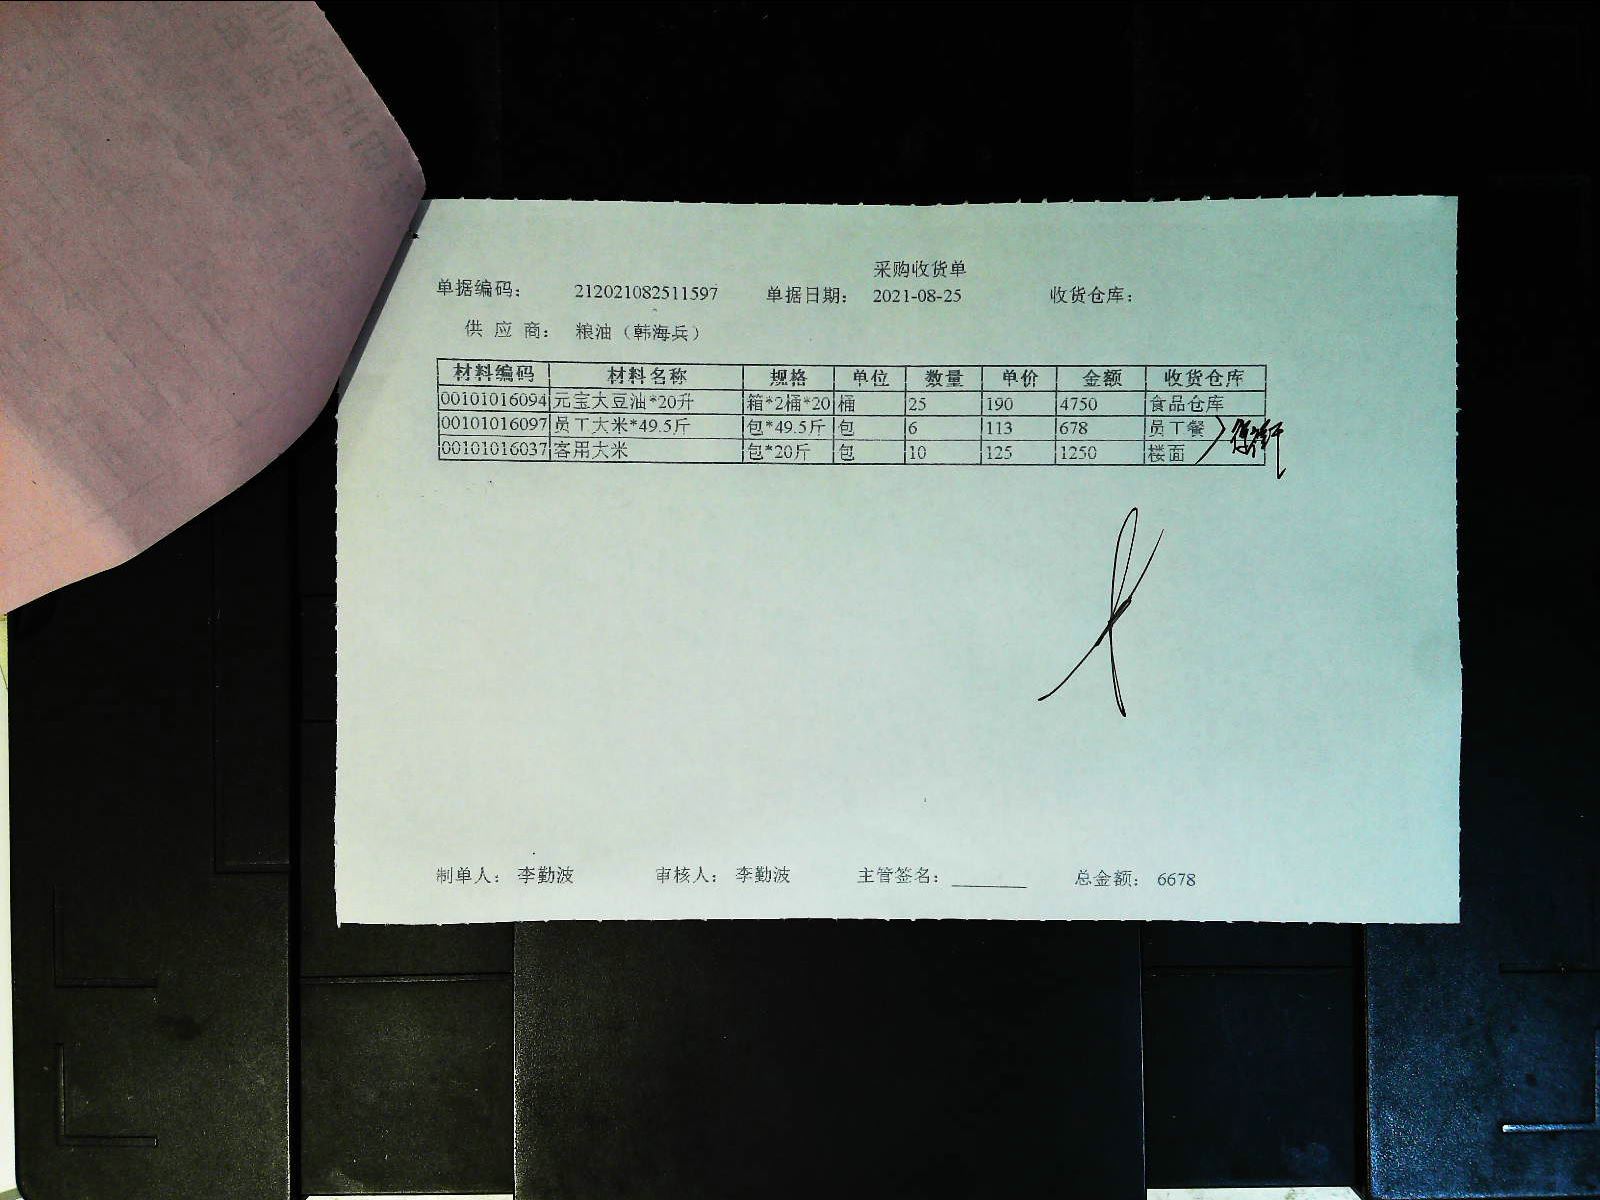 采购收货单
单据编码： 212021082511597 单据日期： 2021-08-25 收货仓库：
供 应 商： 粮油（韩海兵）
材料编码 材料名称 规格 单位 数量 单价 金额 收货仓库
00101016094 元宝大豆油*20升 箱*2桶*20 桶 25 190 4750 食品仓库
00101016097 员工大米*49.5斤 包*49.5斤 包 6 113 678 员工餐
00101016037 客用大米 包*20斤 包 10 125 1250 楼面
制单人： 李勤波 审核人： 李勤波 主管签名： 总金额： 6678